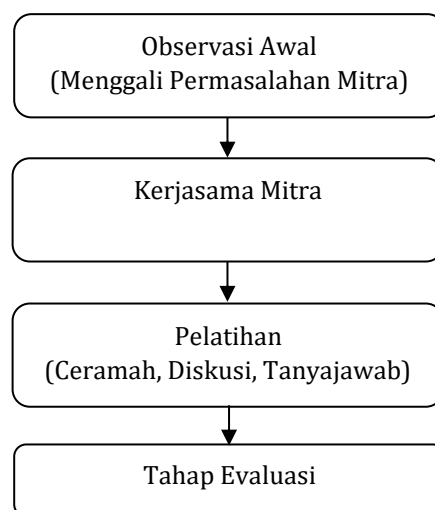 Observasi Awal
(Menggali Permasalahan Mitra)
Kerjasama Mitra
Pelatihan
(Ceramah, Diskusi, Tanyajawab)
Tahap Evaluasi